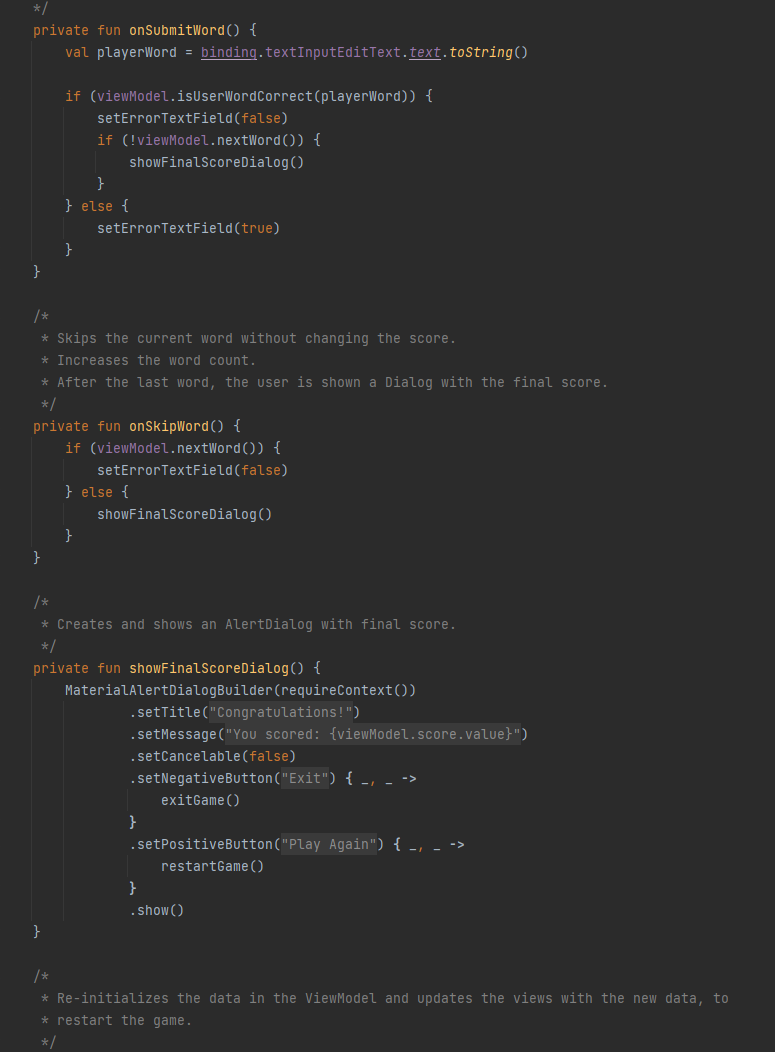 */
private fun onSubmitWord() {
val playerWord = binding.textInputEditText.text.toString()
if (viewModel.isUserWordCorrect(playerWord)) {
setErrorTextField(false)
if (!viewModel.nextWord()) {
showFinalScoreDialog()
}
} else {
setErrorTextField(true)
}
}
/*
* Skips the current word without changing the score.
* Increases the word count.
* After the last word, the user is shown a Dialog with the final score.
*/
private fun onSkipWord() {
if (viewModel.nextWord()) {
setErrorTextField(false)
} else {
showFinalScoreDialog()
}
}
/*
* Creates and shows an AlertDialog with final score.
*/
private fun showFinalScoreDialog() {
MaterialAlertDialogBuilder(requireContext())
.setTitle("Congratulations!")
.setMessage("You scored: {viewModel.score.value}")
.setCancelable(false)
.setNegativeButton("Exit") { _, _ ->
exitGame()
}
.setPositiveButton("Play Again") { _, _ ->
restartGame()
}
.show()
}
/*
* Re-initializes the data in the ViewModel and updates the views with the new data, to
* restart the game.
*/